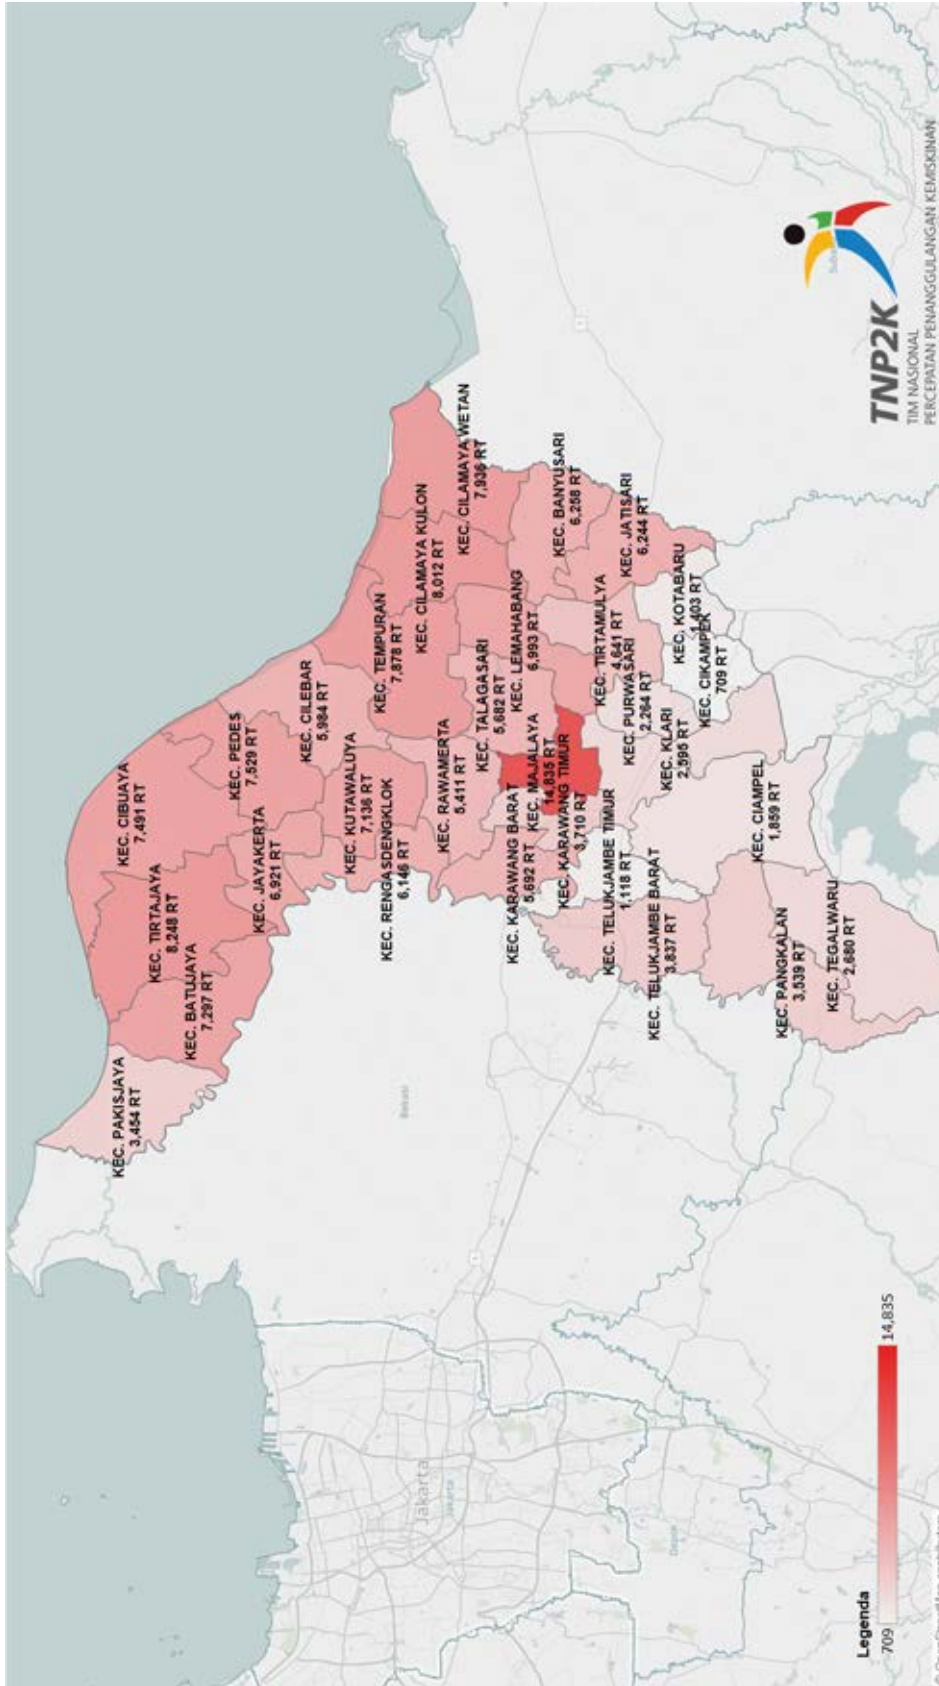 KEC. PAKISJAYA
3,454 RT
KEC. BATUJAYA
7,297 RT
KEC. TIRTAJAYA
8,248 RT
KEC. CIBUAYA
7,491 RT
KEC. JAYAKERTA
6,921 RT
KEC. PEDES
7,529 RT
KEC. CILEBAR
5,984 RT
KEC. KUTAWALUYA
7,136 RT
KEC. RENGASDENGKLOK
6,146 RT
KEC. TEMPURAN
7,878 RT
KEC. CILAMAYA KULON
8,012 RT
KEC. CILAMAYA WETAN
7,936 RT
KEC. RAWAMERTA
5,411 RT
KEC. TALAGASARI
5,682 RT
KEC. LEMAHABANG
6,993 RT
KEC. BANYUSARI
6,258 RT
KEC. KARAWANG BARAT
5,692 RT
KEC. MAJALAYA
14,835 RT
KEC. KARAWANG TIMUR
3,710 RT
KEC. TIRTAMULYA
4,641 RT
KEC. JATISARI
6,244 RT
KEC. TELUKJAMBE TIMUR
1,118 RT
KEC. PURWASARI
2,264 RT
KEC. TELUKJAMBE BARAT
3,837 RT
KEC. KLARI
2,595 RT
KEC. KOTABARU
1,403 RT
KEC. CIKAMPEK
709 RT
KEC. CIAMPEL
1,859 RT
KEC. PANGKALAN
3,539 RT
KEC. TEGALWARU
2,680 RT
Bekasi
Jakarta
Jakarta
Depok
Legenda
709
14,835
TNP2K
TIM NASIONAL
PERCEPATAN PENANGGULANGAN KEMISKINAN